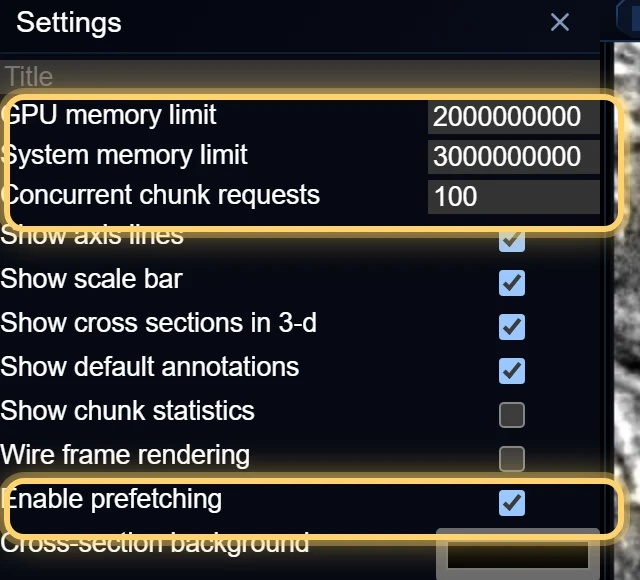 Settings
Title
GPU memory limit 2000000000
System memory limit 3000000000
Concurrent chunk requests 100
Show axis lines
Show scale bar
Show cross sections in 3-d
Show default annotations
Show chunk statistics
Wire frame rendering
Enable prefetching
Cross-section background